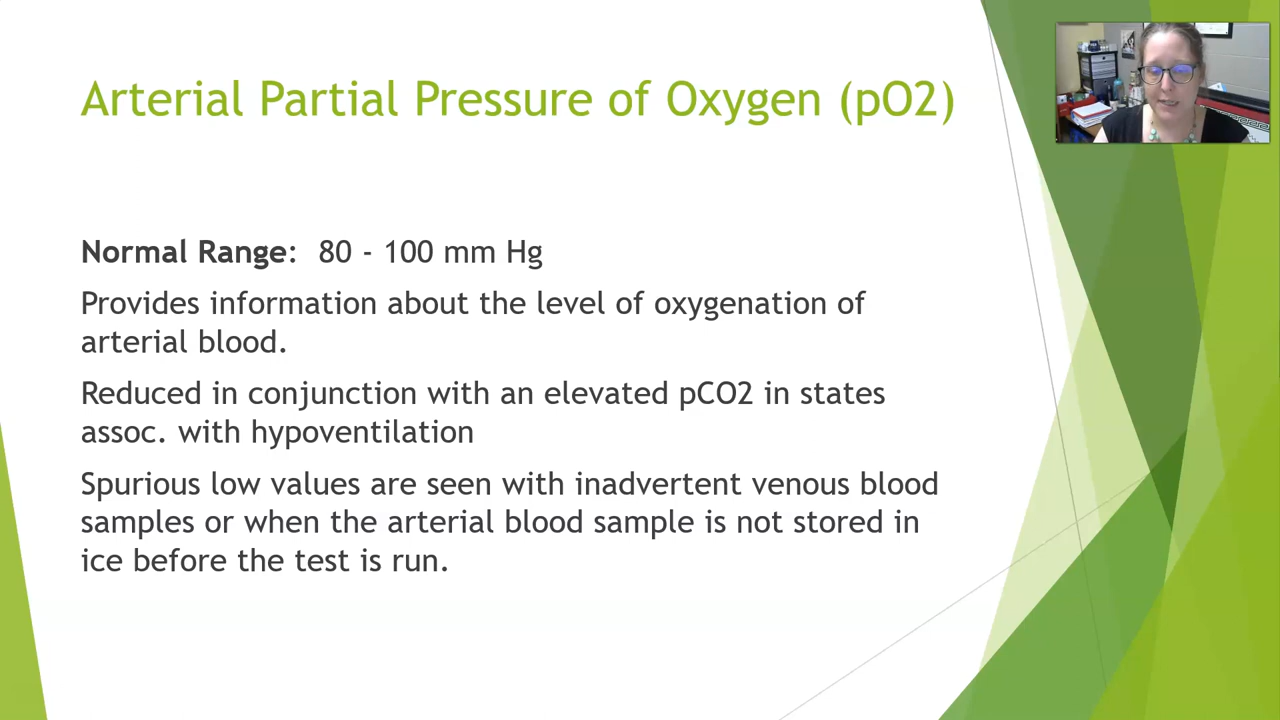 Arterial Partial Pressure of Oxygen (pO2)
Normal Range:  80 - 100 mm Hg
Provides information about the level of oxygenation of
arterial blood.
Reduced in conjunction with an elevated pCO2 in states
assoc. with hypoventilation
Spurious low values are seen with inadvertent venous blood
samples or when the arterial blood sample is not stored in
ice before the test is run.